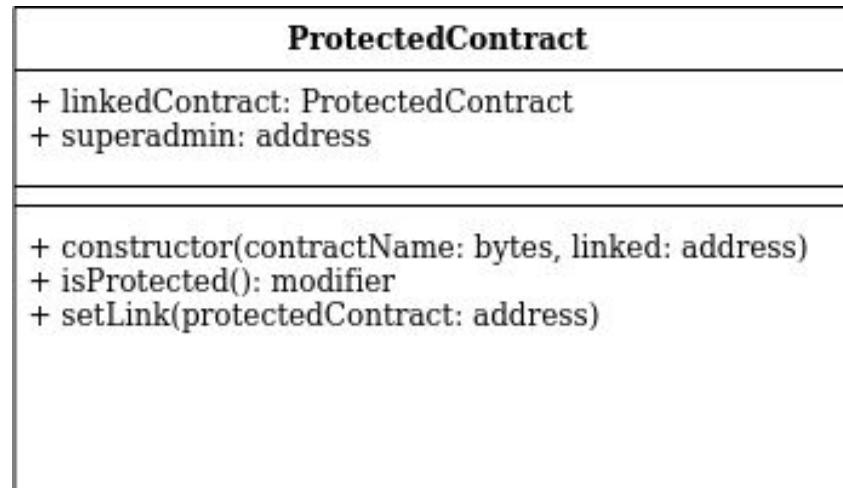 ProtectedContract
+ linkedContract: ProtectedContract
+ superadmin: address
+ constructor(contractName: bytes, linked: address)
+ isProtected(): modifier
+ setLink(protectedContract: address)